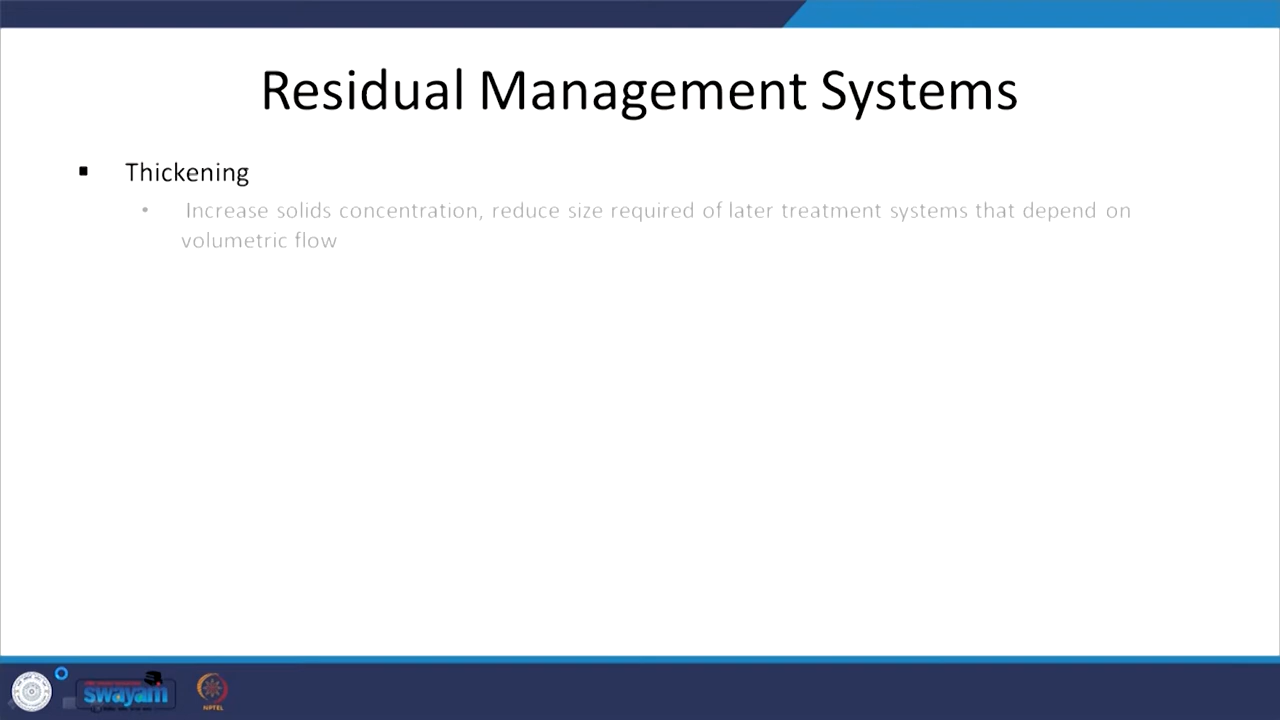 Residual Management Systems
▪ Thickening
• Increase solids concentration, reduce size required of later treatment systems that depend on
volumetric flow
swayam
NPTEL